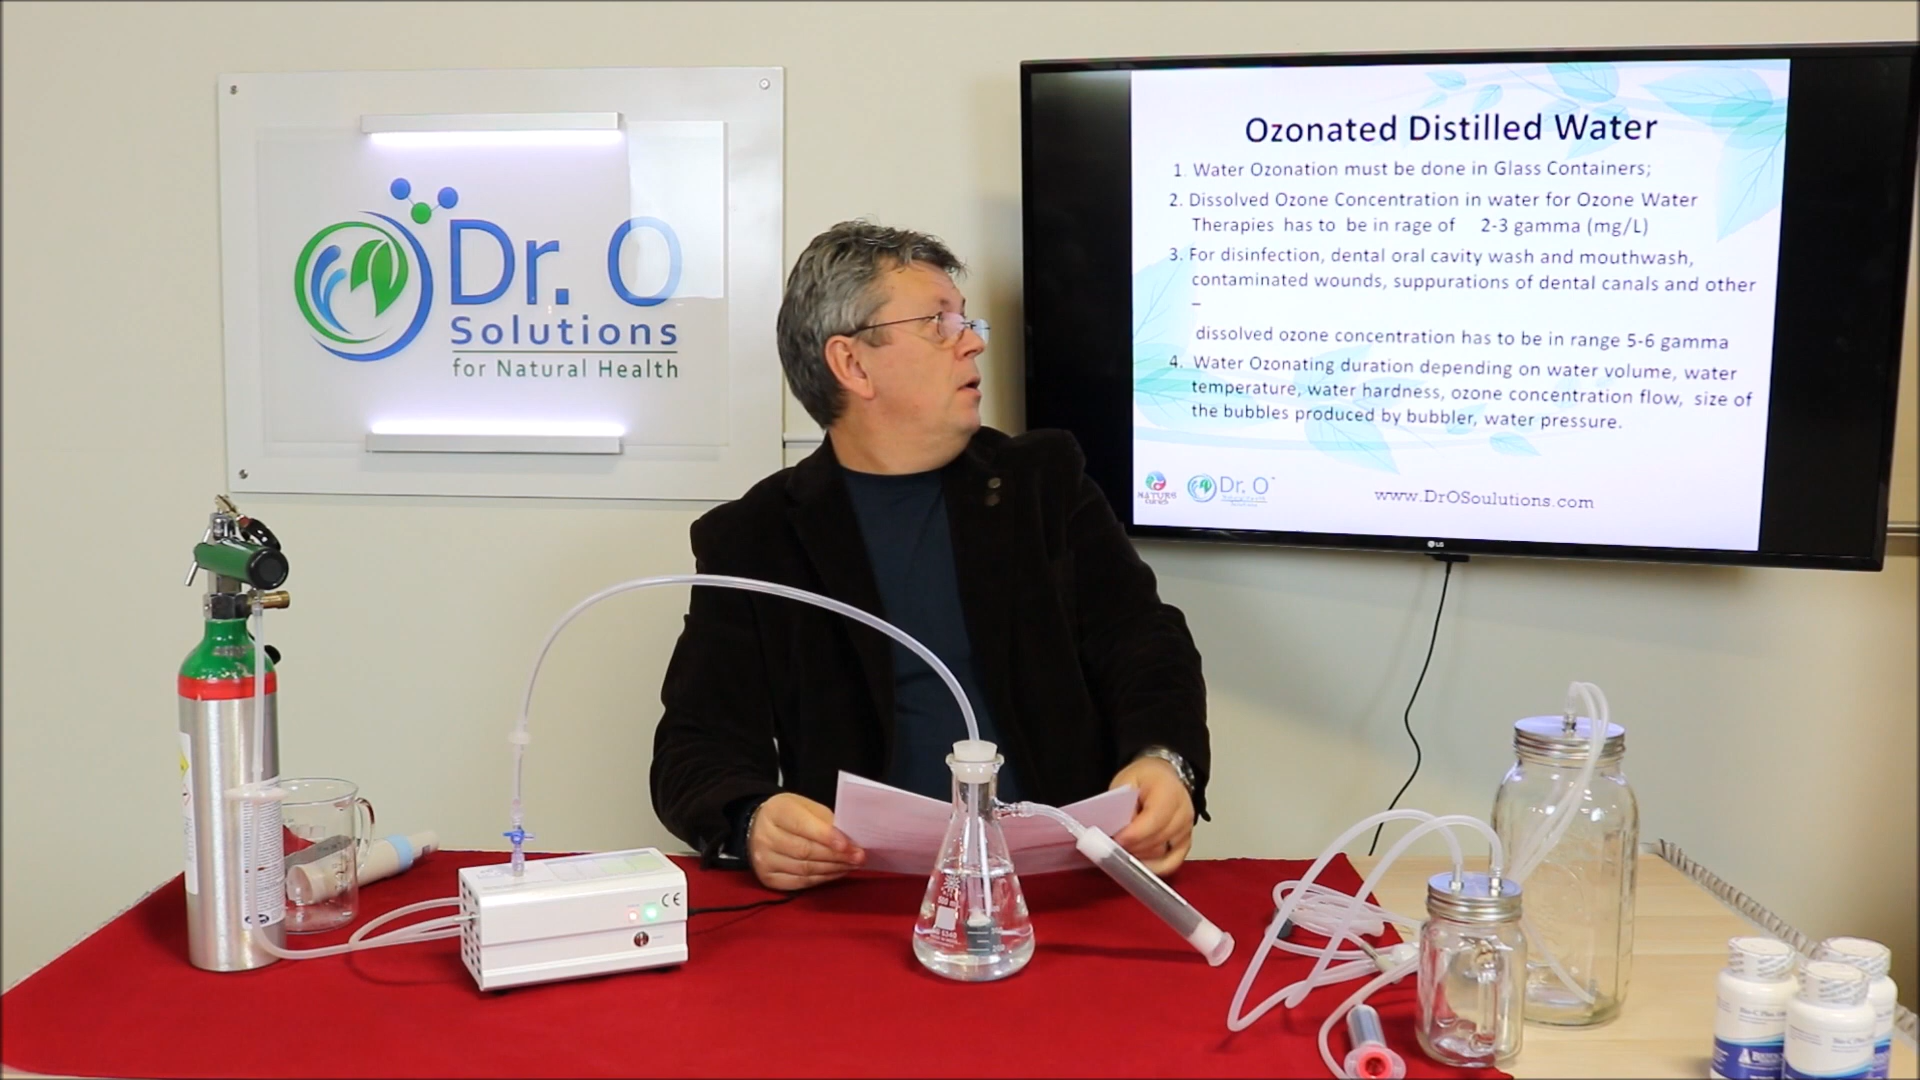 Dr. O
Solutions
for Natural Health
Ozonated Distilled Water
1. Water Ozonation must be done in Glass Containers;
2. Dissolved Ozone Concentration in water for Ozone Water
Therapies has to be in rage of 2-3 gamma (mg/L)
3. For disinfection, dental oral cavity wash and mouthwash,
contaminated wounds, suppurations of dental canals and other
–
dissolved ozone concentration has to be in range 5-6 gamma
4. Water Ozonating duration depending on water volume, water
temperature, water hardness, ozone concentration flow, size of
the bubbles produced by bubbler, water pressure.
NATURE
Dr. O
www.DrOSoulutions.com
LG
CE
200